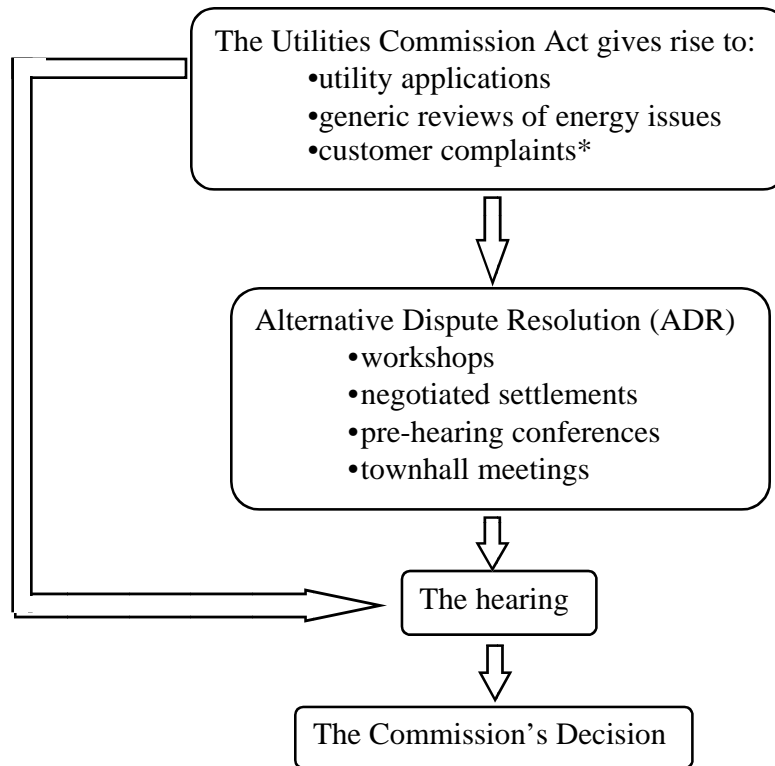 The Utilities Commission Act gives rise to:
•utility applications
•generic reviews of energy issues
•customer complaints*
Alternative Dispute Resolution (ADR)
•workshops
•negotiated settlements
•pre-hearing conferences
•townhall meetings
The hearing
The Commission’s Decision